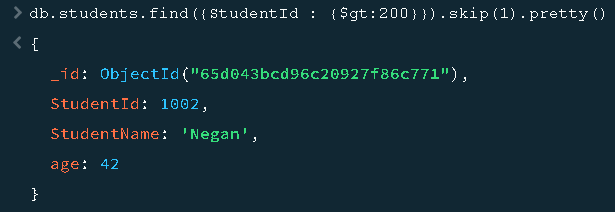 > db.students.find({StudentId : {$gt:200}}).skip(1).pretty()
< {
_id: ObjectId("65d043bcd96c20927f86c771"),
StudentId: 1002,
StudentName: 'Negan',
age: 42
}